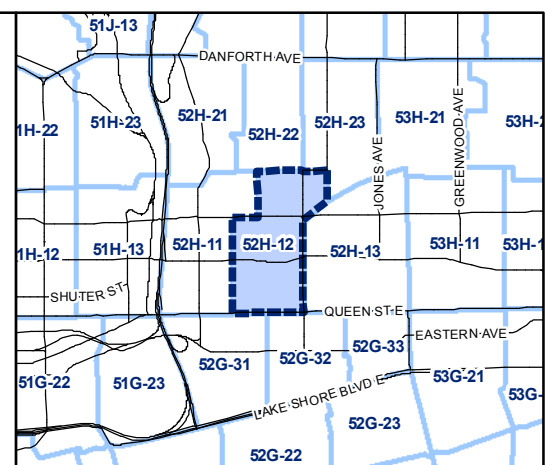 51J-13
DANFORTH AVE
51H-23
52H-21
52H-22
52H-23
53H-21
53H-2
1H-22
JONES AVE
GREENWOOD AVE
1H-12
51H-13
52H-11
52H-12
52H-13
53H-11
53H-1
SHUTER ST
QUEEN ST E
EASTERN AVE
52G-31
52G-32
52G-33
51G-22
51G-23
53G-21
53G-
LAKE SHORE BLVD E
52G-23
52G-22